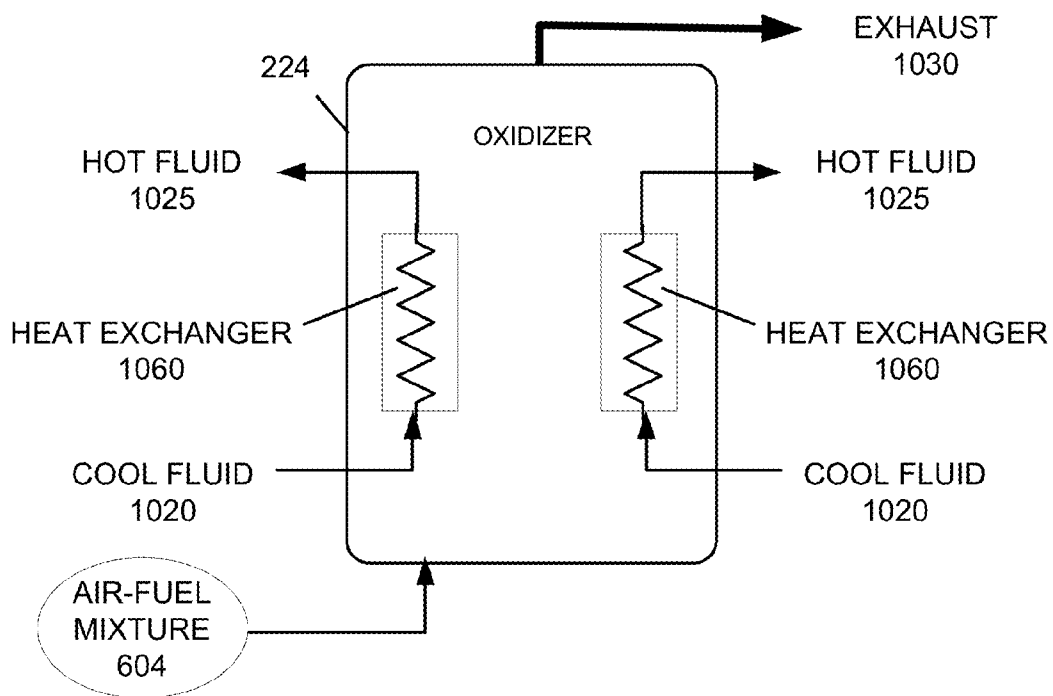 EXHAUST
1030
224
OXIDIZER
HOT FLUID
1025
HOT FLUID
1025
HEAT EXCHANGER
1060
HEAT EXCHANGER
1060
COOL FLUID
1020
COOL FLUID
1020
AIR-FUEL
MIXTURE
604